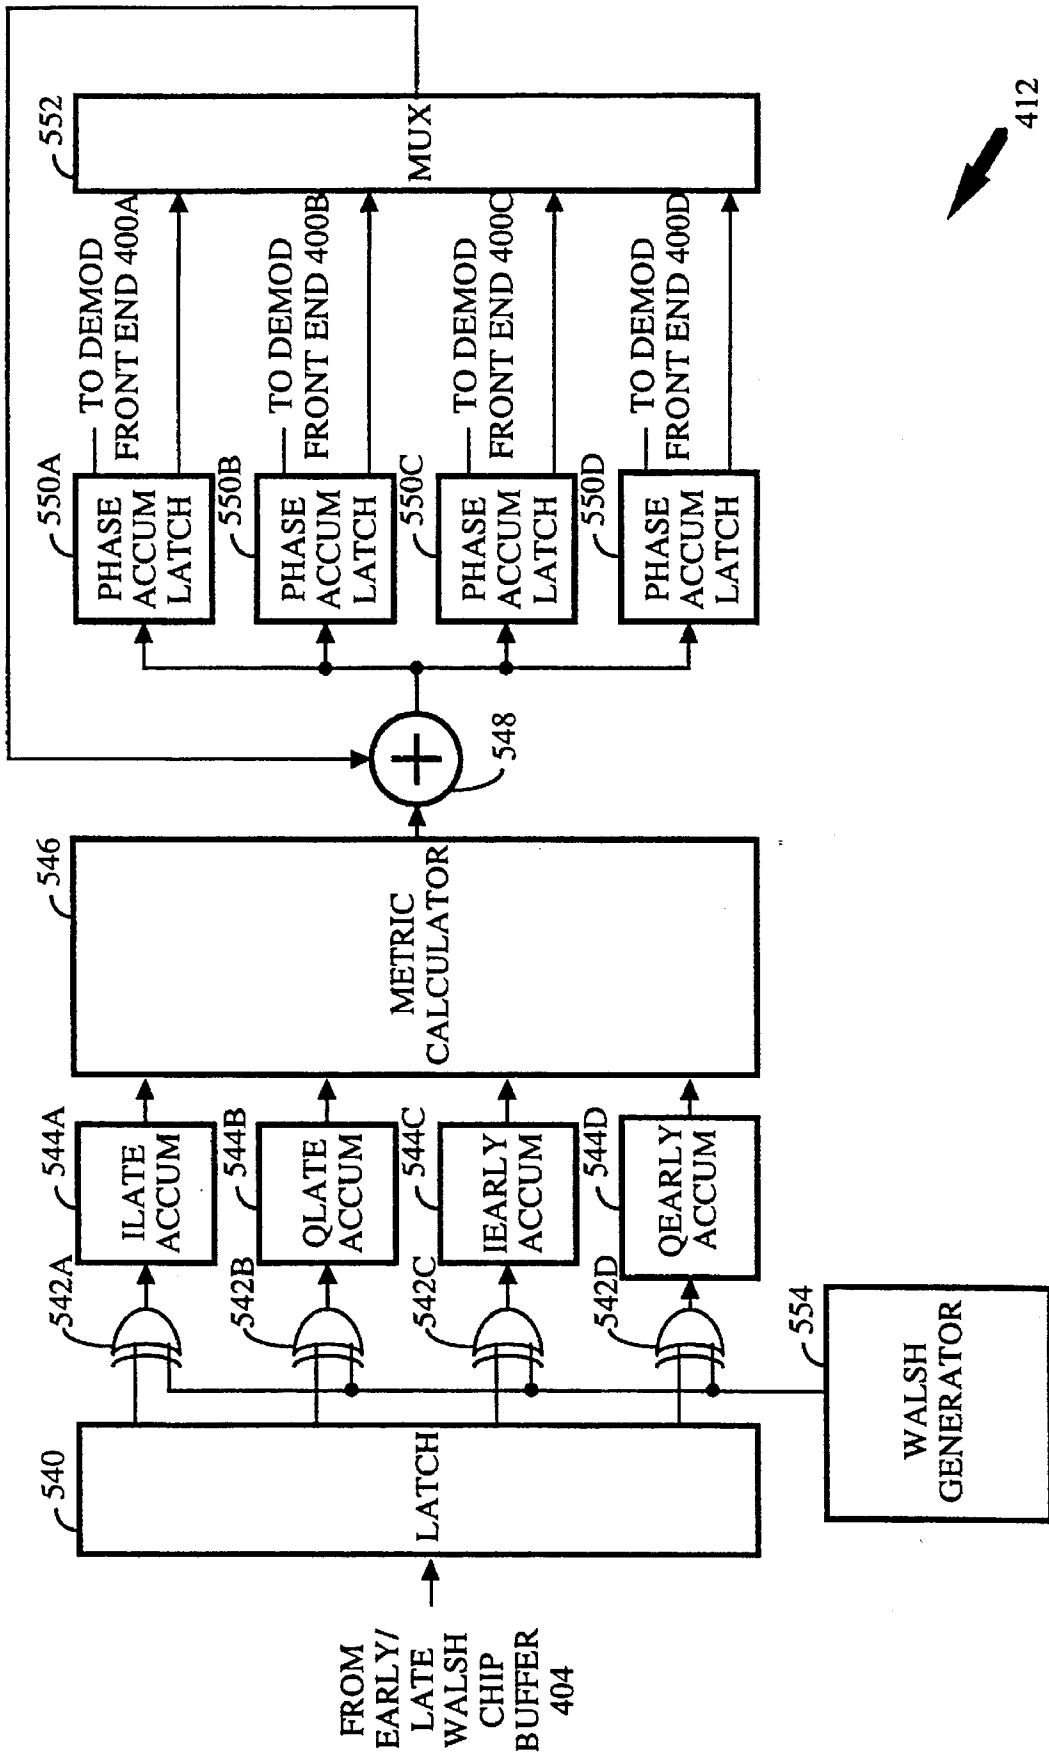 FROM
EARLY/
LATE
WALSH
CHIP
BUFFER
404
540
LATCH
542A
542B
542C
542D
544A
ILATE
ACCUM
544B
QLATE
ACCUM
544C
IEARLY
ACCUM
544D
QEARLY
ACCUM
554
WALSH
GENERATOR
546
METRIC
CALCULATOR
548
550A
PHASE
ACCUM
LATCH
TO DEMOD
FRONT END 400A
550B
PHASE
ACCUM
LATCH
TO DEMOD
FRONT END 400B
550C
PHASE
ACCUM
LATCH
TO DEMOD
FRONT END 400C
550D
PHASE
ACCUM
LATCH
TO DEMOD
FRONT END 400D
552
MUX
412